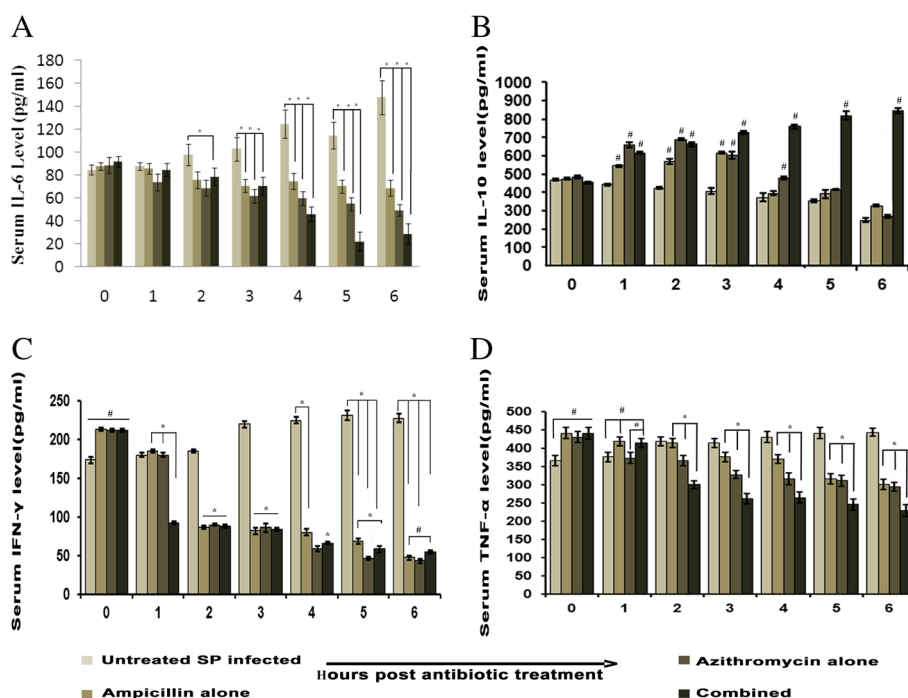 A
Serum IL-6 Level (pg/ml)
180
160
140
120
100
80
60
40
20
0
*
* * *
* * *
* * *
* * *
0 1 2 3 4 5 6
B
Serum IL-10 level(pg/ml)
1000
900
800
700
600
500
400
300
200
100
0
# # #
# # #
# # #
# #
#
#
0 1 2 3 4 5 6
C
Serum IFN-γ level(pg/ml)
250
200
150
100
50
0
#
*
*
*
*
*
*
*
*
#
0 1 2 3 4 5 6
D
Serum TNF-α level(pg/ml)
450
400
350
300
250
200
150
100
50
0
#
#
#
*
*
*
*
*
0 1 2 3 4 5 6
Untreated SP infected
Ampicillin alone
Hours post antibiotic treatment
Azithromycin alone
Combined